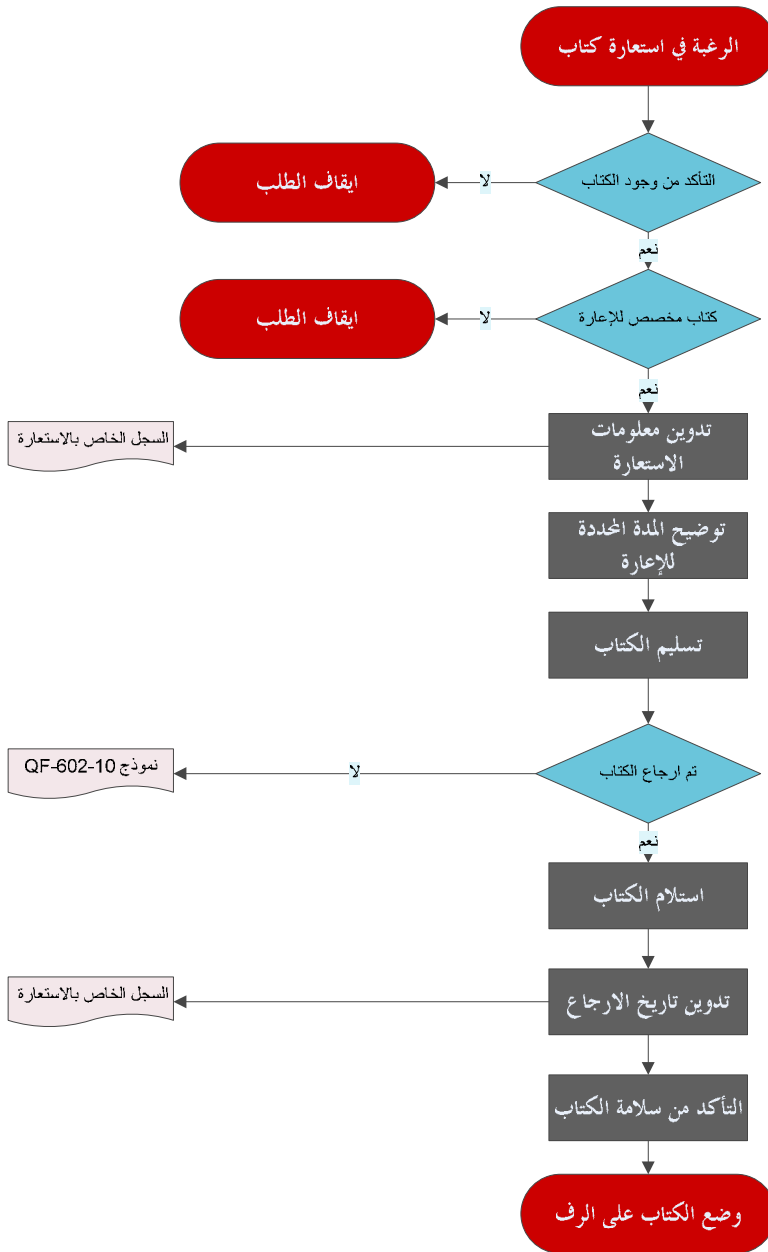 الرغبة في استعارة كتاب
التأكد من وجود الكتاب
لا
ايقاف الطلب
نعم
كتاب مخصص للإعارة
لا
ايقاف الطلب
نعم
تدوين معلومات
الاستعارة
السجل الخاص بالاستعارة
توضيح المدة المحددة
للإعارة
تسليم الكتاب
تم ارجاع الكتاب
لا
نموذج QF-602-10
نعم
استلام الكتاب
تدوين تاريخ الارجاع
السجل الخاص بالاستعارة
التأكد من سلامة الكتاب
وضع الكتاب على الرف